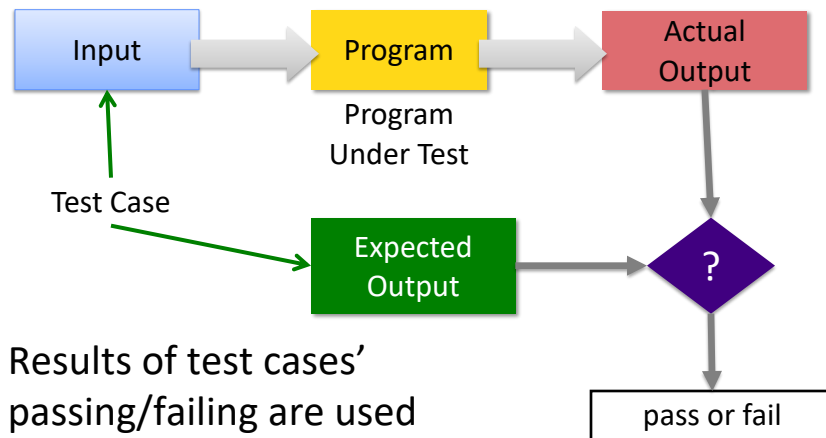 Input
Program
Actual
Output
Program
Under Test
Test Case
Expected
Output
?
Results of test cases’
passing/failing are used
pass or fail